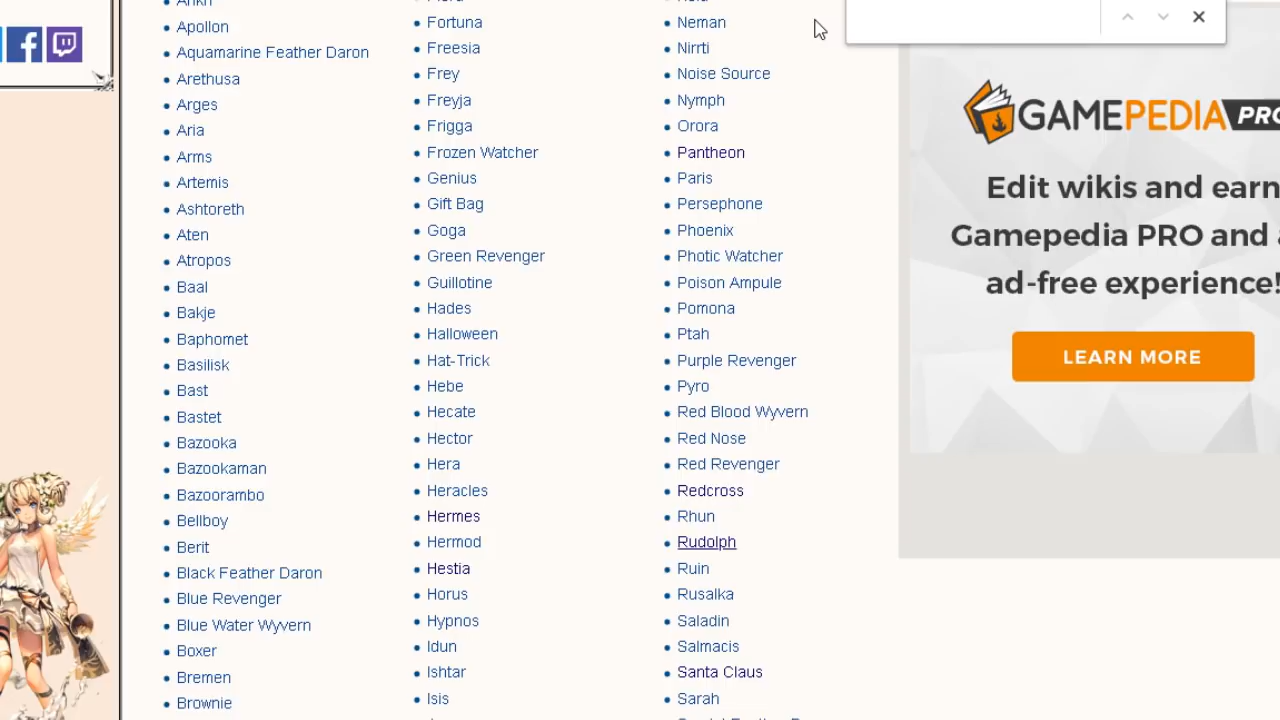 Ankh
Apollon
Aquamarine Feather Daron
Arethusa
Arges
Aria
Arms
Artemis
Ashtoreth
Aten
Atropos
Baal
Bakje
Baphomet
Basilisk
Bast
Bastet
Bazooka
Bazookaman
Bazoorambo
Bellboy
Berit
Black Feather Daron
Blue Revenger
Blue Water Wyvern
Boxer
Bremen
Brownie
Fortuna
Freesia
Frey
Freyja
Frigga
Frozen Watcher
Genius
Gift Bag
Goga
Green Revenger
Guillotine
Hades
Halloween
Hat-Trick
Hebe
Hecate
Hector
Hera
Heracles
Hermes
Hermod
Hestia
Horus
Hypnos
Idun
Ishtar
Isis
Neman
Nirrti
Noise Source
Nymph
Orora
Pantheon
Paris
Persephone
Phoenix
Photic Watcher
Poison Ampule
Pomona
Ptah
Purple Revenger
Pyro
Red Blood Wyvern
Red Nose
Red Revenger
Redcross
Rhun
Rudolph
Ruin
Rusalka
Saladin
Salmacis
Santa Claus
Sarah
GAMEPEDIA PRO
Edit wikis and earn
Gamepedia PRO and a
ad-free experience!
LEARN MORE